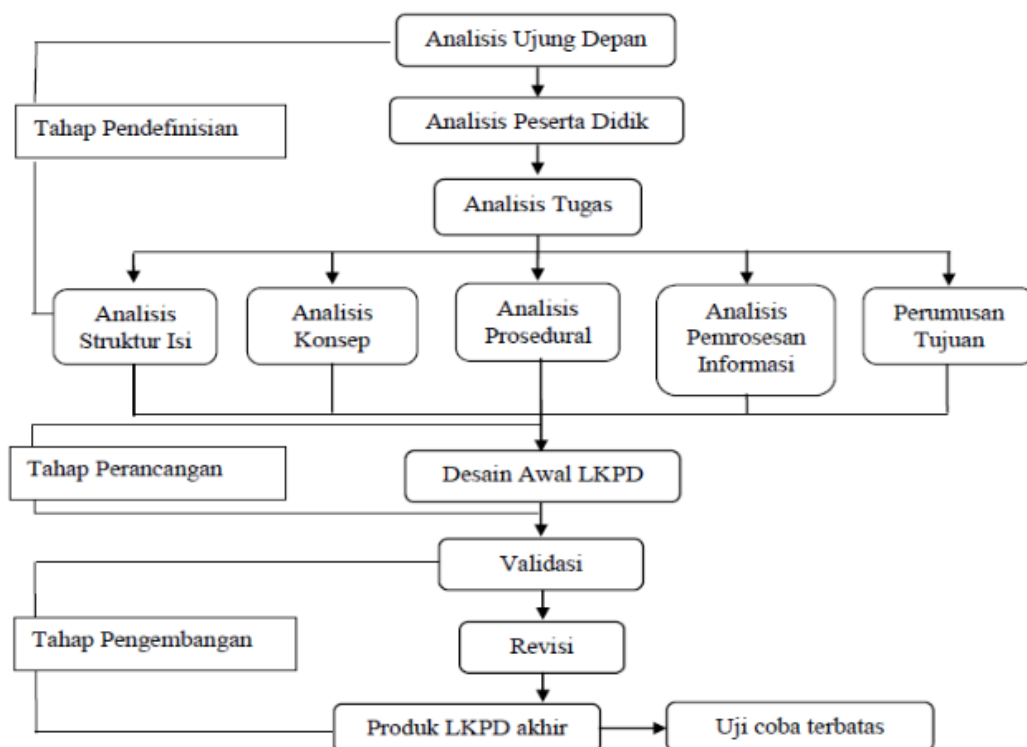 Analisis Ujung Depan
Tahap Pendefinisian
Analisis Peserta Didik
Analisis Tugas
Analisis
Struktur Isi
Analisis
Konsep
Analisis
Prosedural
Analisis
Pemrosesan
Informasi
Perumusan
Tujuan
Tahap Perancangan
Desain Awal LKPD
Validasi
Tahap Pengembangan
Revisi
Produk LKPD akhir
Uji coba terbatas